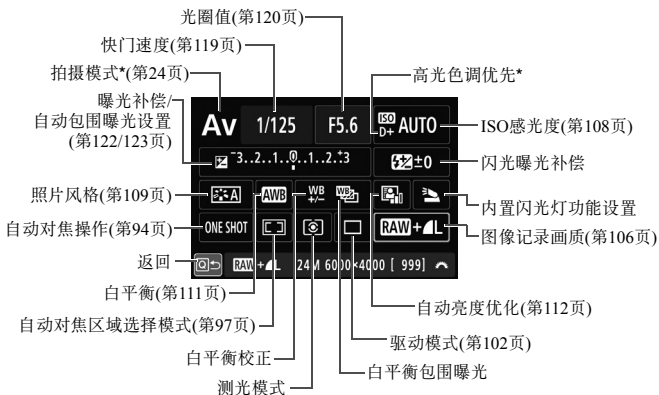 光圈值(第120页)
快门速度(第119页)
拍摄模式*(第24页)
高光色调优先*
曝光补偿/
自动包围曝光设置
(第122/123页)
Av 1/125 F5.6 ISO D+ AUTO
ISO感光度(第108页)
-3..2..1..0..1..2.+3 ±0
闪光曝光补偿
照片风格(第109页)
A AWB WB +/- WB
内置闪光灯功能设置
自动对焦操作(第94页)
ONE SHOT RAW+L
图像记录画质(第106页)
返回
Q RAW+L 24M 6000×4000 [ 999]
白平衡(第111页)
自动亮度优化(第112页)
自动对焦区域选择模式(第97页)
驱动模式(第102页)
白平衡校正
白平衡包围曝光
测光模式